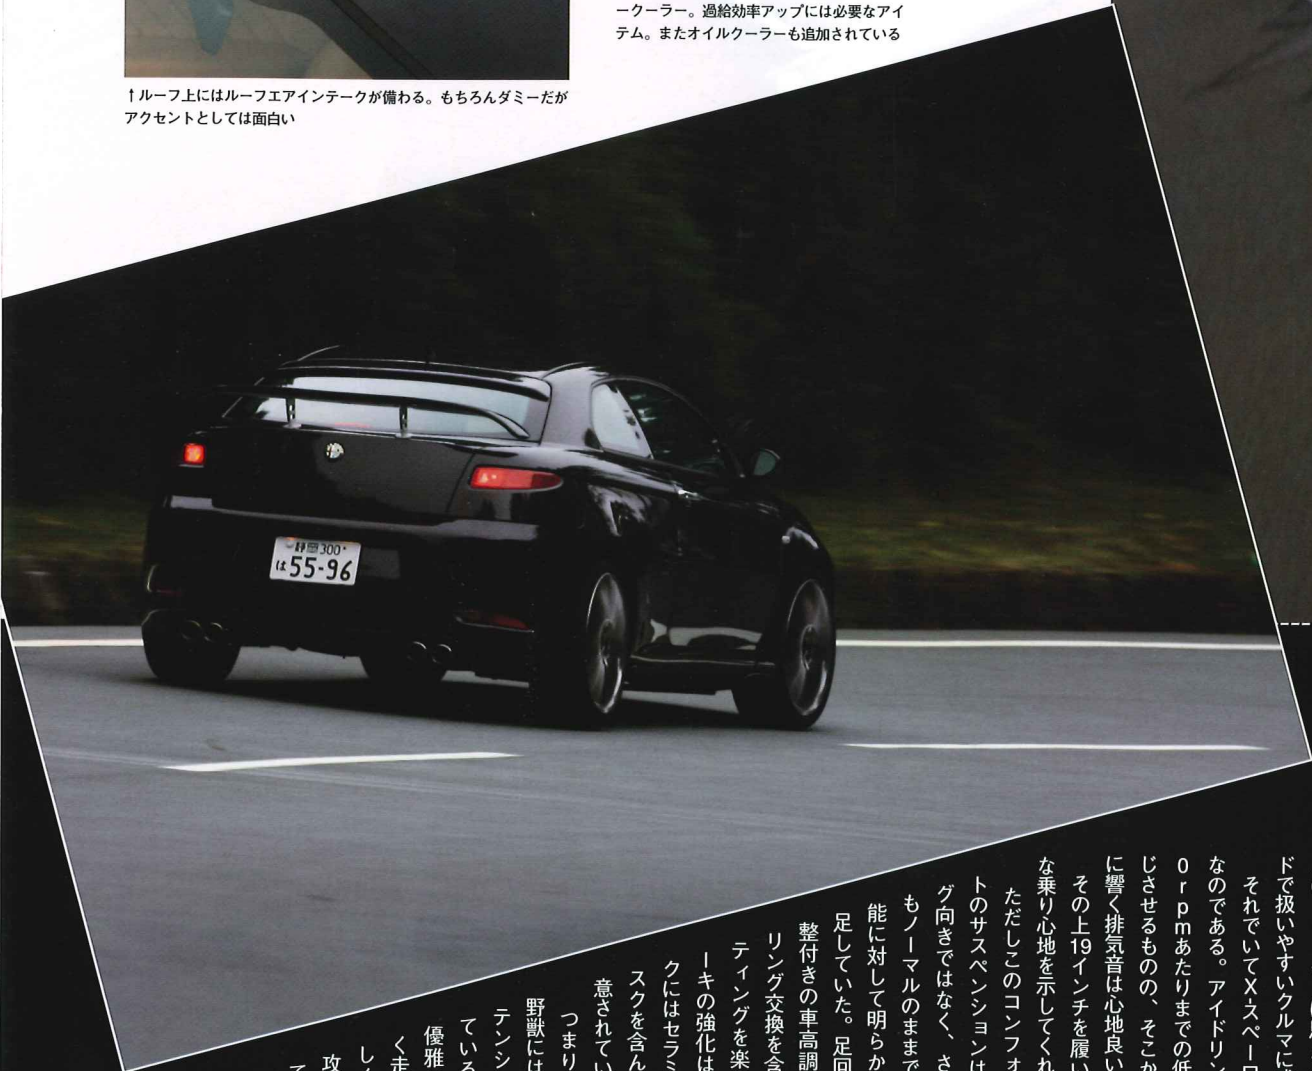 ークーラー。過給効率アップには必要なアイ
テム。またオイルクーラーも追加されている
↑ルーフ上にはルーフエアインテークが備わる。もちろんダミーだが
アクセントとしては面白い
静岡 300
は 55-96
ドで扱いやすいクルマに
それでいてX-スペー
なのである。アイドリン
0rpmあたりまでの低
じさせるものの、そこか
に響く排気音は心地良い
その上19インチを履い
な乗り心地を示してくれ
ただしこのコンフォ
トのサスペンションは
グ向きではなく、さ
もノーマルのままで
能に対して明らか
足していた。足回
整付きの車高調
リング交換を含
ティングを楽
ーキの強化は
クにはセラミ
スクを含ん
意されてい
つまり
野獣には
テンシ
ている
優雅
く走
しく
攻
て